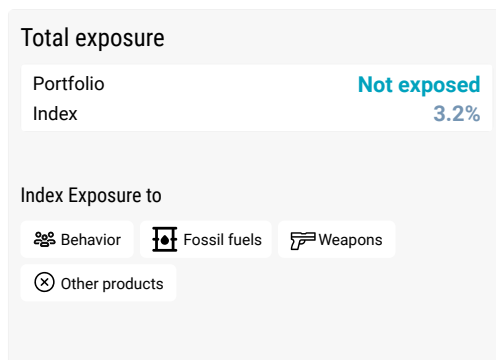 Total exposure
Portfolio Not exposed
Index 3.2%
Index Exposure to
Behavior Fossil fuels Weapons
Other products